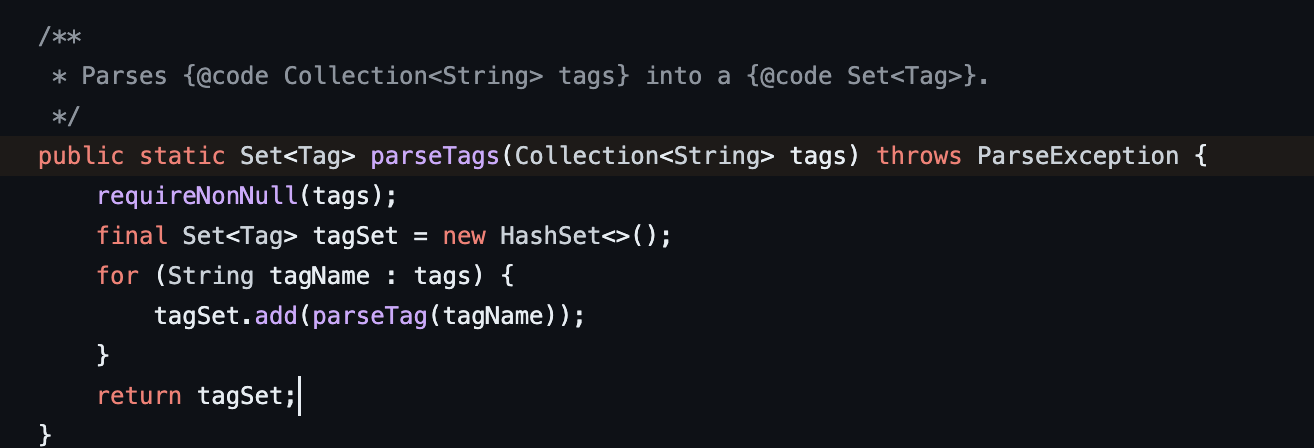 /**
 * Parses {@code Collection<String> tags} into a {@code Set<Tag>}.
 */
public static Set<Tag> parseTags(Collection<String> tags) throws ParseException {
    requireNonNull(tags);
    final Set<Tag> tagSet = new HashSet<>();
    for (String tagName : tags) {
        tagSet.add(parseTag(tagName));
    }
    return tagSet;
}